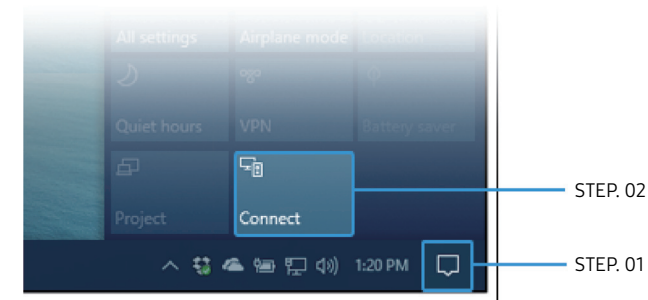 All settings Airplane mode Location
Quiet hours VPN Battery saver
Project Connect
STEP. 02
1:20 PM
STEP. 01